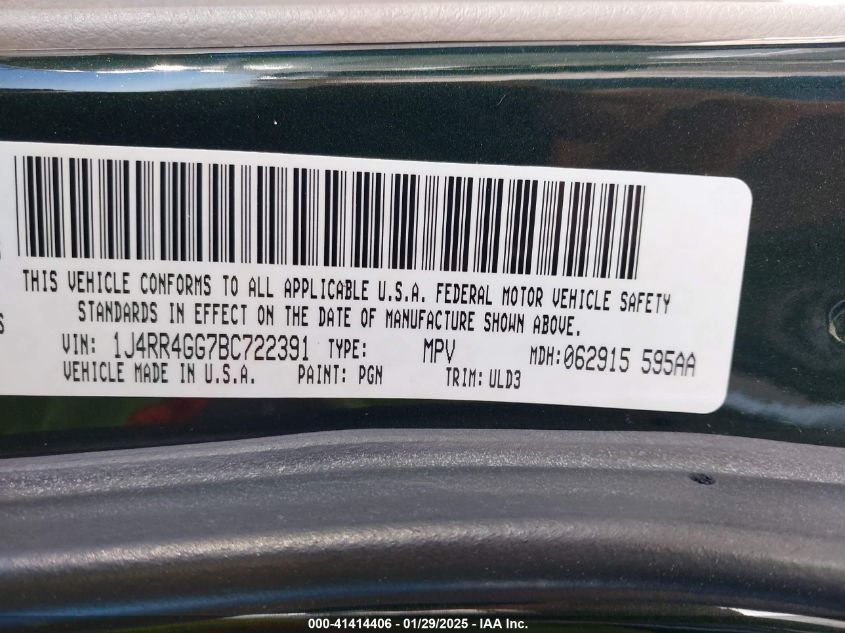 THIS VEHICLE CONFORMS TO ALL APPLICABLE U.S.A. FEDERAL MOTOR VEHICLE SAFETY
STANDARDS IN EFFECT ON THE DATE OF MANUFACTURE SHOWN ABOVE.
VIN: 1J4RR4GG7BC722391 TYPE: MPV MDH:062915 595AA
VEHICLE MADE IN U.S.A. PAINT: PGN TRIM: ULD3
000-41414406 - 01/29/2025 - IAA Inc.